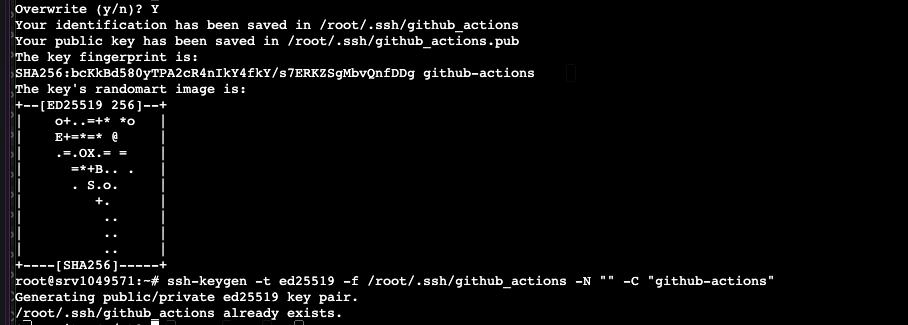 Overwrite (y/n)? Y
Your identification has been saved in /root/.ssh/github_actions
Your public key has been saved in /root/.ssh/github_actions.pub
The key fingerprint is:
SHA256:bcKkBd580yTPA2cR4nIkY4fkY/s7ERKZSgMbvQnfDDg github-actions
The key's randomart image is:
+--[ED25519 256]--+
|    o+..=+* *o   |
|    E+=*=* @     |
|    .=.OX.= =    |
|      =*+B.. .   |
|      . S.o.     |
|         +.      |
|          ..     |
|          ..     |
|          ..     |
+----[SHA256]-----+
root@srv1049571:~# ssh-keygen -t ed25519 -f /root/.ssh/github_actions -N "" -C "github-actions"
Generating public/private ed25519 key pair.
/root/.ssh/github_actions already exists.